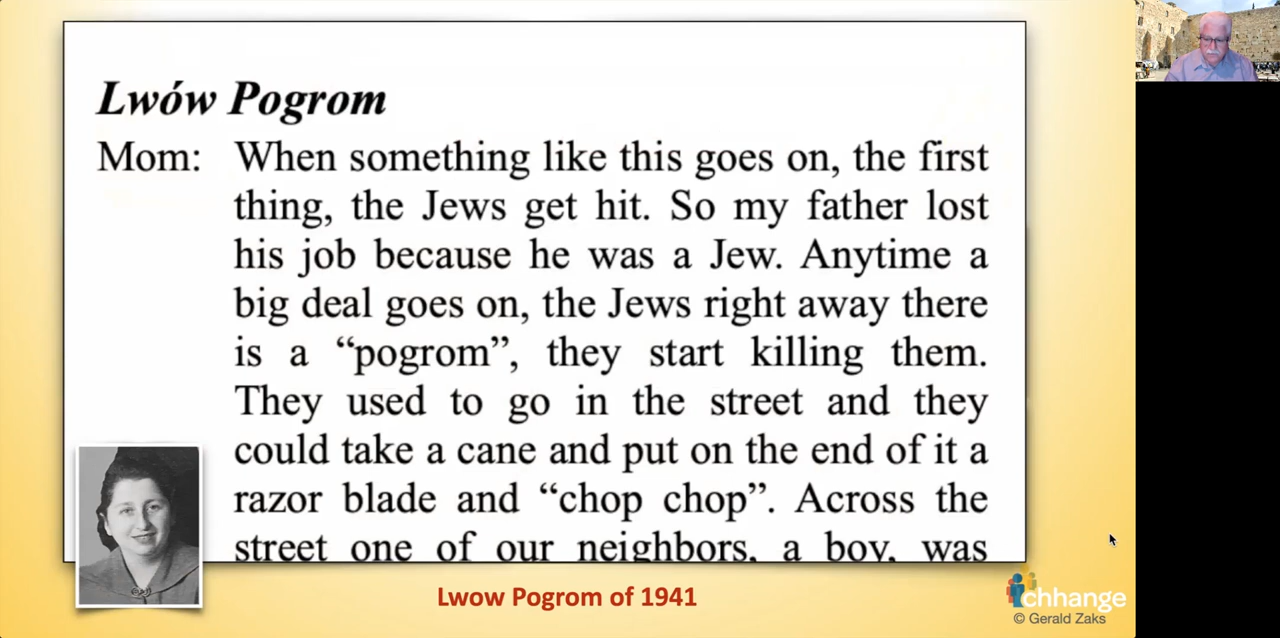 Lwów Pogrom
Mom: When something like this goes on, the first
thing, the Jews get hit. So my father lost
his job because he was a Jew. Anytime a
big deal goes on, the Jews right away there
is a “pogrom”, they start killing them.
They used to go in the street and they
could take a cane and put on the end of it a
razor blade and “chop chop”. Across the
street one of our neighbors, a boy, was
Lwow Pogrom of 1941
chhange
© Gerald Zaks